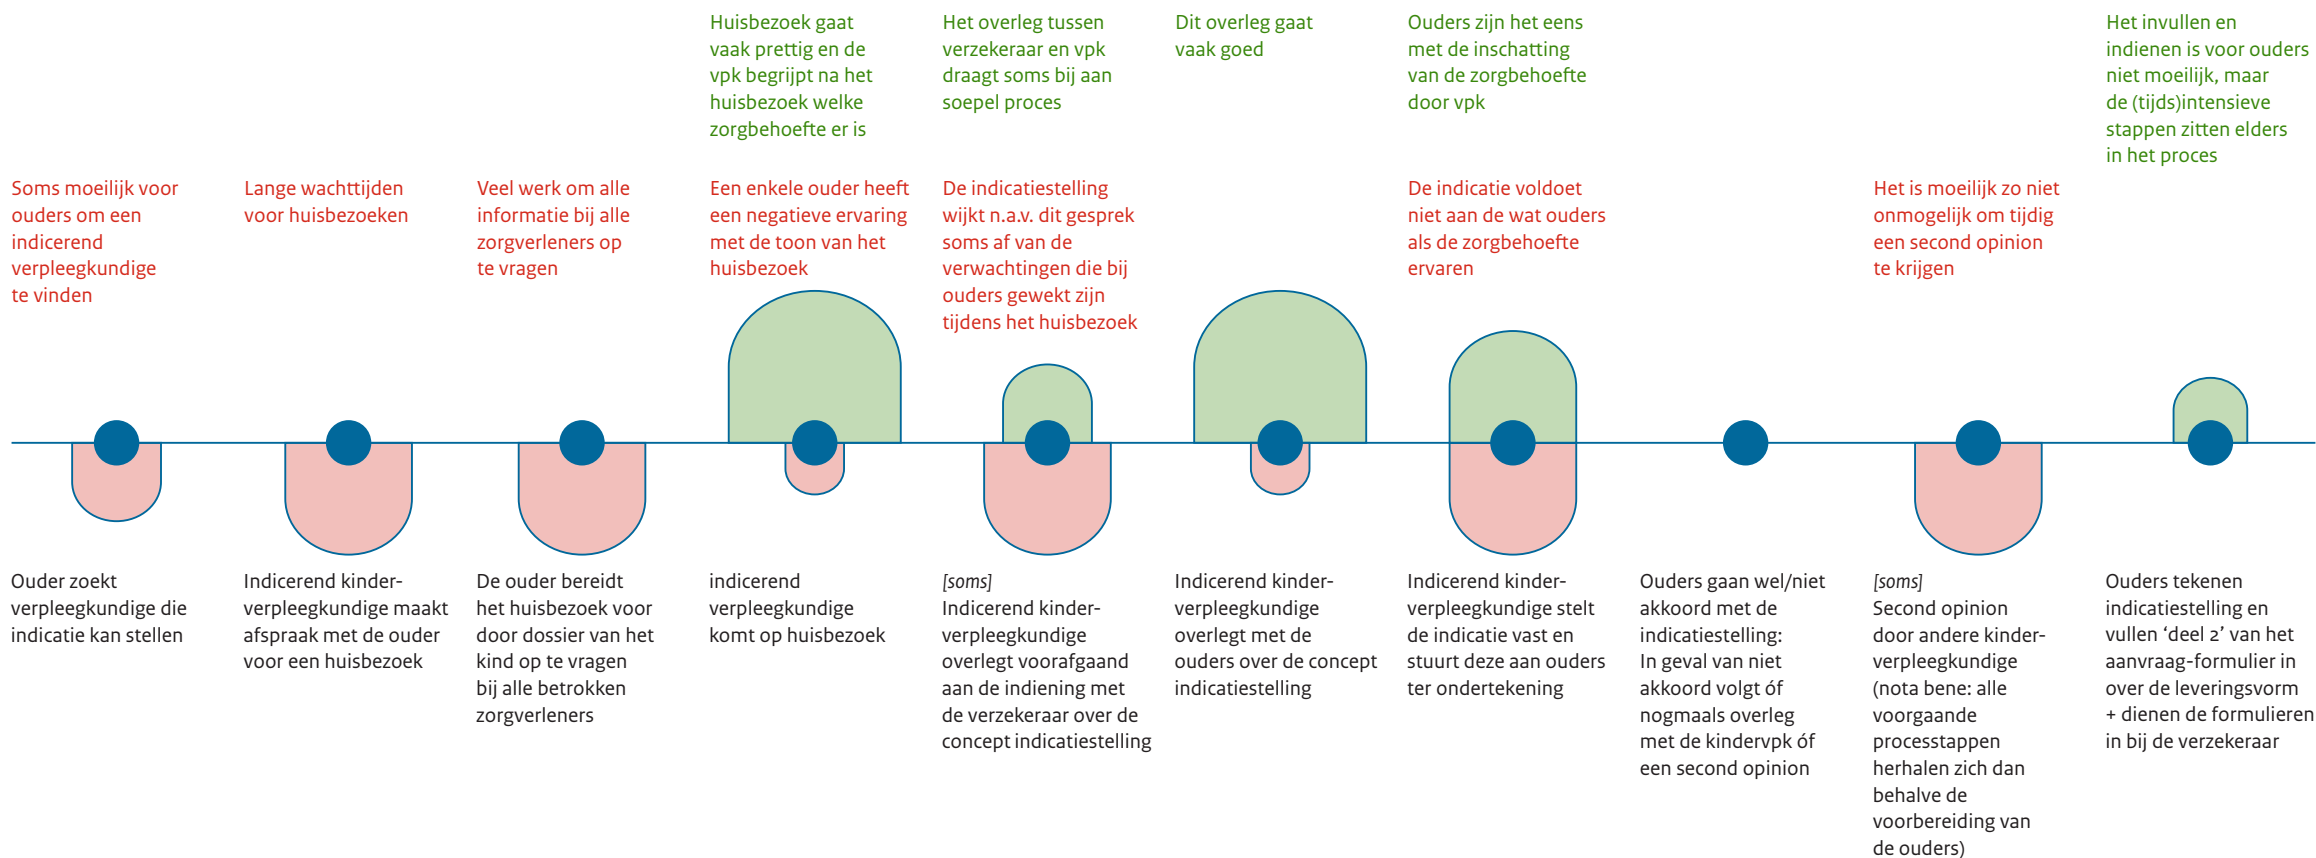 Huisbezoek gaat
vaak prettig en de
vpk begrijpt na het
huisbezoek welke
zorgbehoefte er is
Het overleg tussen
verzekeraar en vpk
draagt soms bij aan
soepel proces
Dit overleg gaat
vaak goed
Ouders zijn het eens
met de inschatting
van de zorgbehoefte
door vpk
Het invullen en
indienen is voor ouders
niet moeilijk, maar
de (tijds)intensieve
stappen zitten elders
in het proces
Soms moeilijk voor
ouders om een
indicerend
verpleegkundige
te vinden
Lange wachttijden
voor huisbezoeken
Veel werk om alle
informatie bij alle
zorgverleners op
te vragen
Een enkele ouder heeft
een negatieve ervaring
met de toon van het
huisbezoek
De indicatiestelling
wijkt n.a.v. dit gesprek
soms af van de
verwachtingen die bij
ouders gewekt zijn
tijdens het huisbezoek
De indicatie voldoet
niet aan de wat ouders
als de zorgbehoefte
ervaren
Het is moeilijk zo niet
onmogelijk om tijdig
een second opinion
te krijgen
Ouder zoekt
verpleegkundige die
indicatie kan stellen
Indicerend kinder-
verpleegkundige maakt
afspraak met de ouder
voor een huisbezoek
De ouder bereidt
het huisbezoek voor
door dossier van het
kind op te vragen
bij alle betrokken
zorgverleners
indicerend
verpleegkundige
komt op huisbezoek
[soms]
Indicerend kinder-
verpleegkundige
overlegt voorafgaand
aan de indiening met
de verzekeraar over de
concept indicatiestelling
Indicerend kinder-
verpleegkundige
overlegt met de
ouders over de concept
indicatiestelling
Indicerend kinder-
verpleegkundige stelt
de indicatie vast en
stuurt deze aan ouders
ter ondertekening
Ouders gaan wel/niet
akkoord met de
indicatiestelling:
In geval van niet
akkoord volgt óf
nogmaals overleg
met de kindervpk óf
een second opinion
[soms]
Second opinion
door andere kinder-
verpleegkundige
(nota bene: alle
voorgaande
processtappen
herhalen zich dan
behalve de
voorbereiding van
de ouders)
Ouders tekenen
indicatiestelling en
vullen ‘deel 2’ van het
aanvraag-formulier in
over de leveringsvorm
+ dienen de formulieren
in bij de verzekeraar